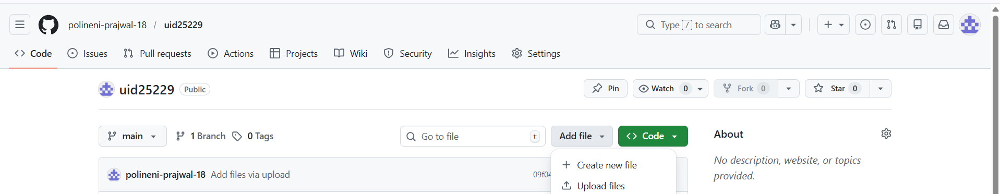 polineni-prajwal-18 / uid25229
Type / to search
Code Issues Pull requests Actions Projects Wiki Security Insights Settings
uid25229 Public
Pin Watch 0 Fork 0 Star 0
main 1 Branch 0 Tags Go to file t Add file Code
About
Create new file
No description, website, or topics
provided.
polineni-prajwal-18 Add files via upload 09f04
Upload files